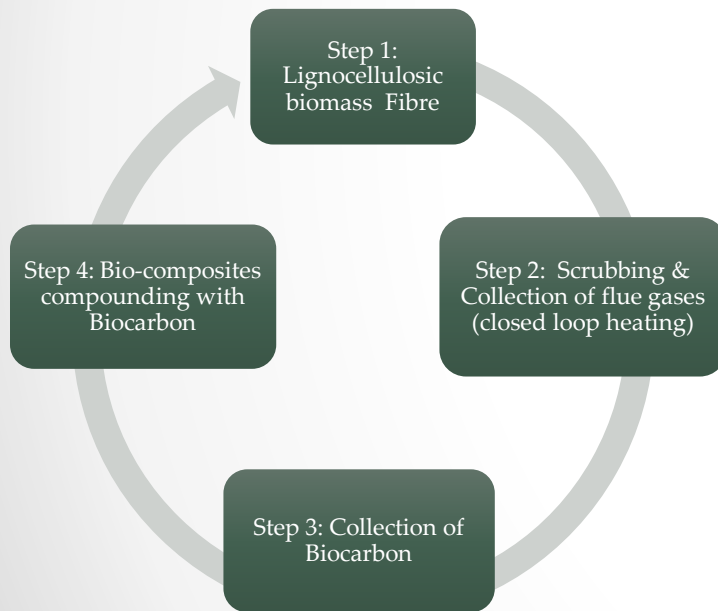 Step 1:
Lignocellulosic
biomass Fibre
Step 2: Scrubbing &
Collection of flue gases
(closed loop heating)
Step 3: Collection of
Biocarbon
Step 4: Bio-composites
compounding with
Biocarbon